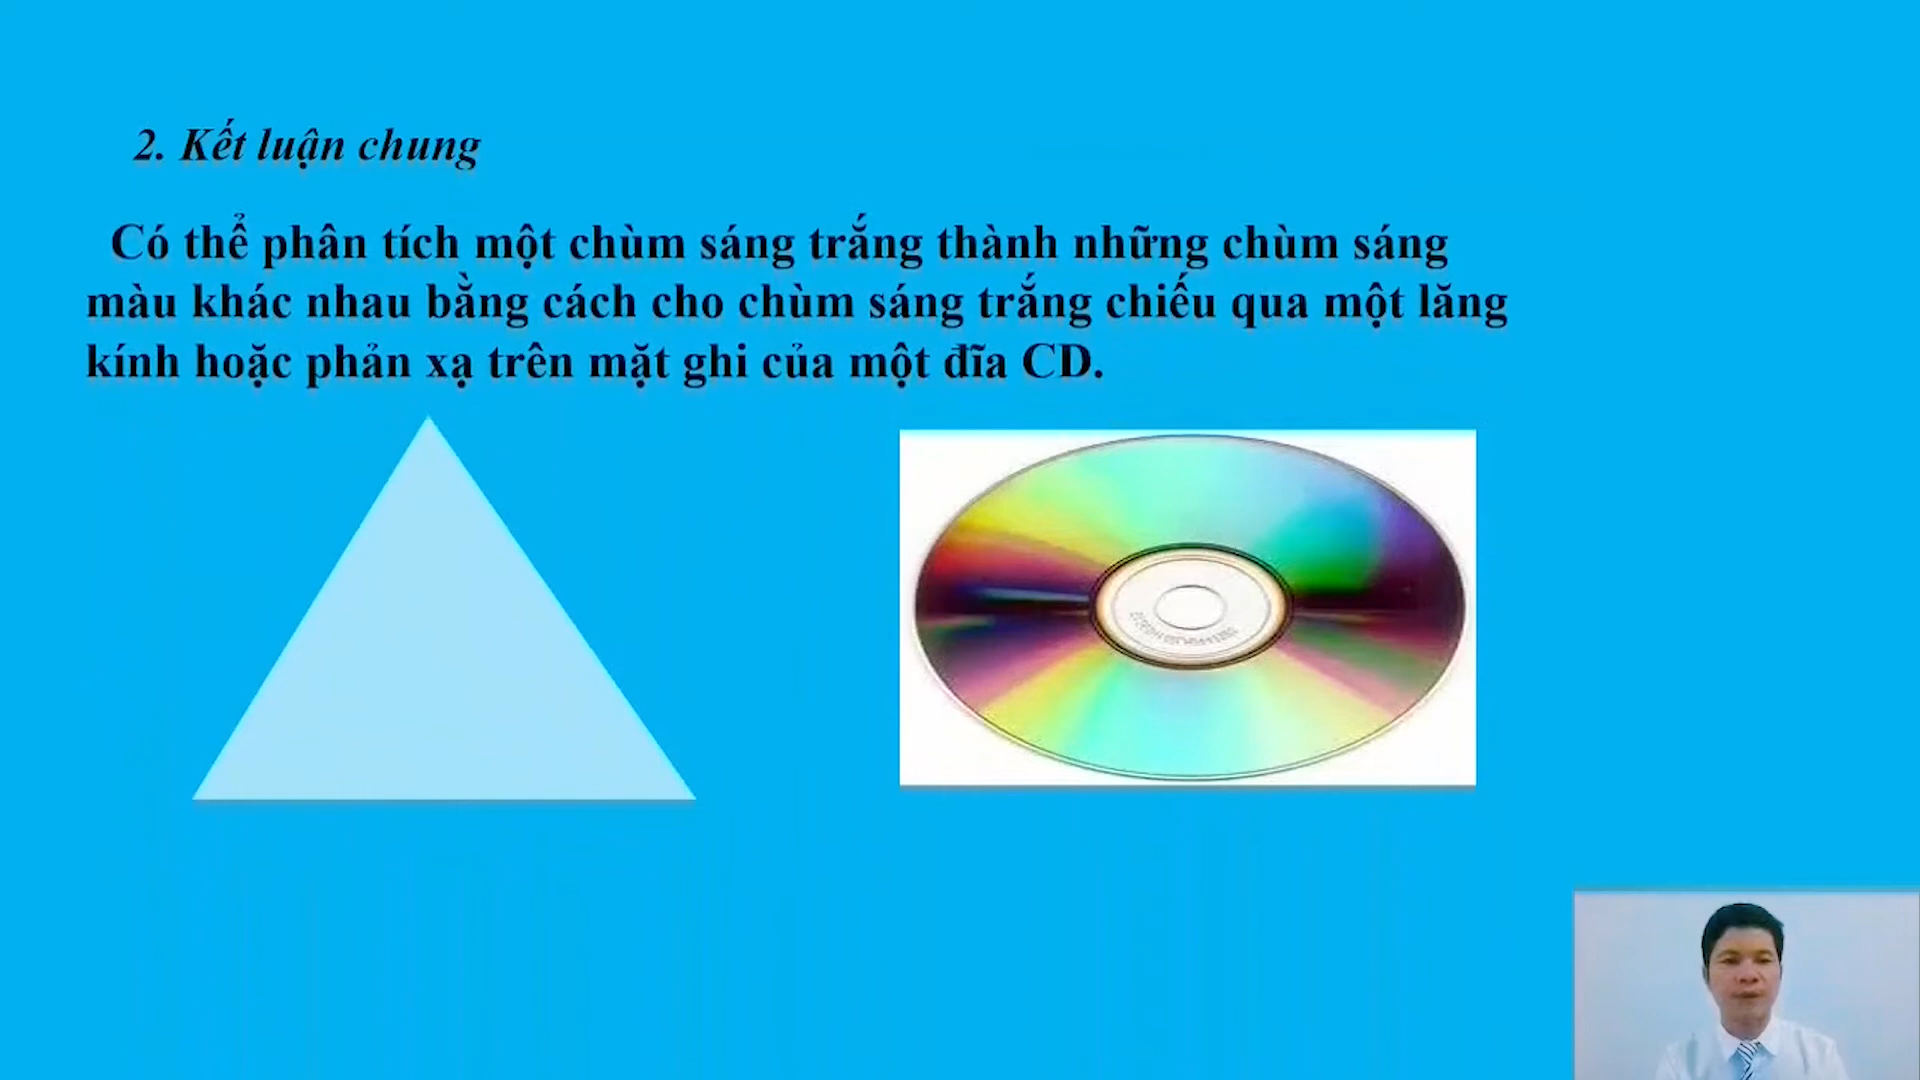 2. Kết luận chung
Có thể phân tích một chùm sáng trắng thành những chùm sáng
màu khác nhau bằng cách cho chùm sáng trắng chiếu qua một lăng
kính hoặc phản xạ trên mặt ghi của một đĩa CD.